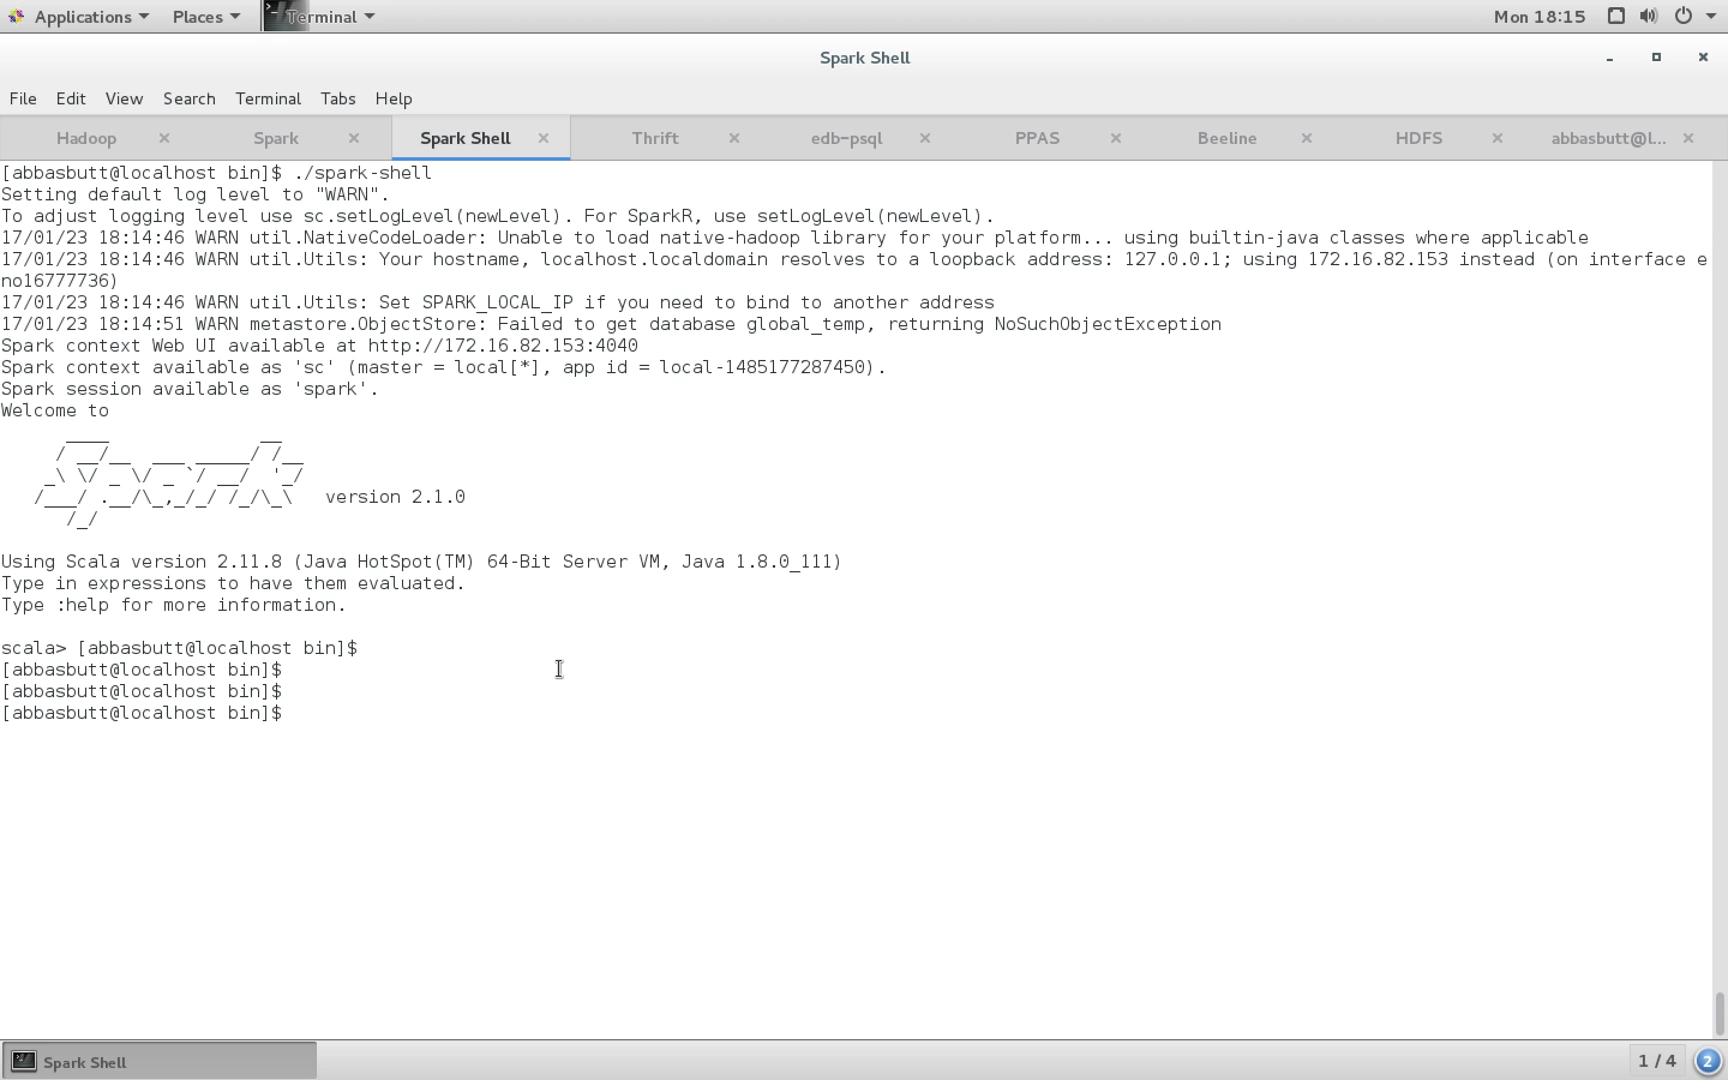 Applications Places Terminal Mon 18:15
Spark Shell
File Edit View Search Terminal Tabs Help
Hadoop Spark Spark Shell Thrift edb-psql PPAS Beeline HDFS abbasbutt@l...
[abbasbutt@localhost bin]$ ./spark-shell
Setting default log level to "WARN".
To adjust logging level use sc.setLogLevel(newLevel). For SparkR, use setLogLevel(newLevel).
17/01/23 18:14:46 WARN util.NativeCodeLoader: Unable to load native-hadoop library for your platform... using builtin-java classes where applicable
17/01/23 18:14:46 WARN util.Utils: Your hostname, localhost.localdomain resolves to a loopback address: 127.0.0.1; using 172.16.82.153 instead (on interface e
no16777736)
17/01/23 18:14:46 WARN util.Utils: Set SPARK_LOCAL_IP if you need to bind to another address
17/01/23 18:14:51 WARN metastore.ObjectStore: Failed to get database global_temp, returning NoSuchObjectException
Spark context Web UI available at http://172.16.82.153:4040
Spark context available as 'sc' (master = local[*], app id = local-1485177287450).
Spark session available as 'spark'.
Welcome to
Spark version 2.1.0
Using Scala version 2.11.8 (Java HotSpot(TM) 64-Bit Server VM, Java 1.8.0_111)
Type in expressions to have them evaluated.
Type :help for more information.
scala> [abbasbutt@localhost bin]$
[abbasbutt@localhost bin]$
[abbasbutt@localhost bin]$
[abbasbutt@localhost bin]$
Spark Shell 1 / 4 2